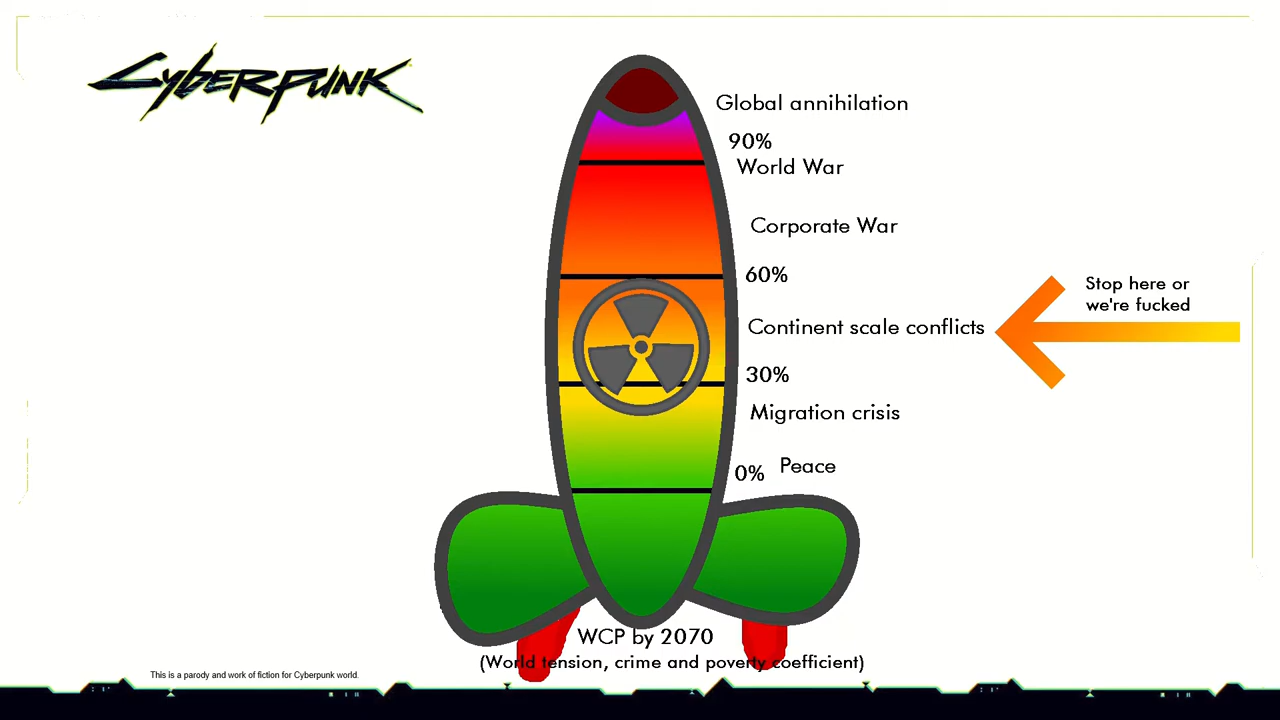 Cyberpunk
Global annihilation
90%
World War
Corporate War
60%
Stop here or
we're fucked
Continent scale conflicts
30%
Migration crisis
0%
Peace
WCP by 2070
(World tension, crime and poverty coefficient)
This is a parody and work of fiction for Cyberpunk world.